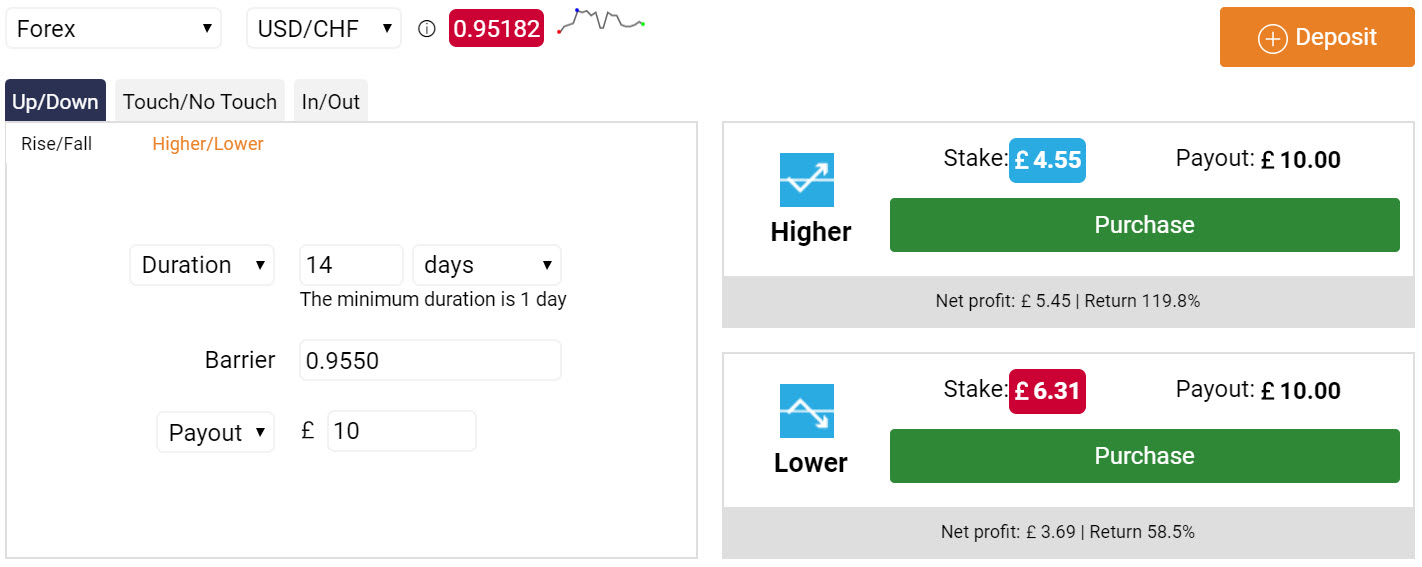 Forex USD/CHF 0.95182
Deposit
Up/Down Touch/No Touch In/Out
Rise/Fall Higher/Lower
Duration 14 days
The minimum duration is 1 day
Barrier 0.9550
Payout £ 10
Stake: £ 4.55 Payout: £ 10.00
Higher
Purchase
Net profit: £ 5.45 | Return 119.8%
Stake: £ 6.31 Payout: £ 10.00
Lower
Purchase
Net profit: £ 3.69 | Return 58.5%